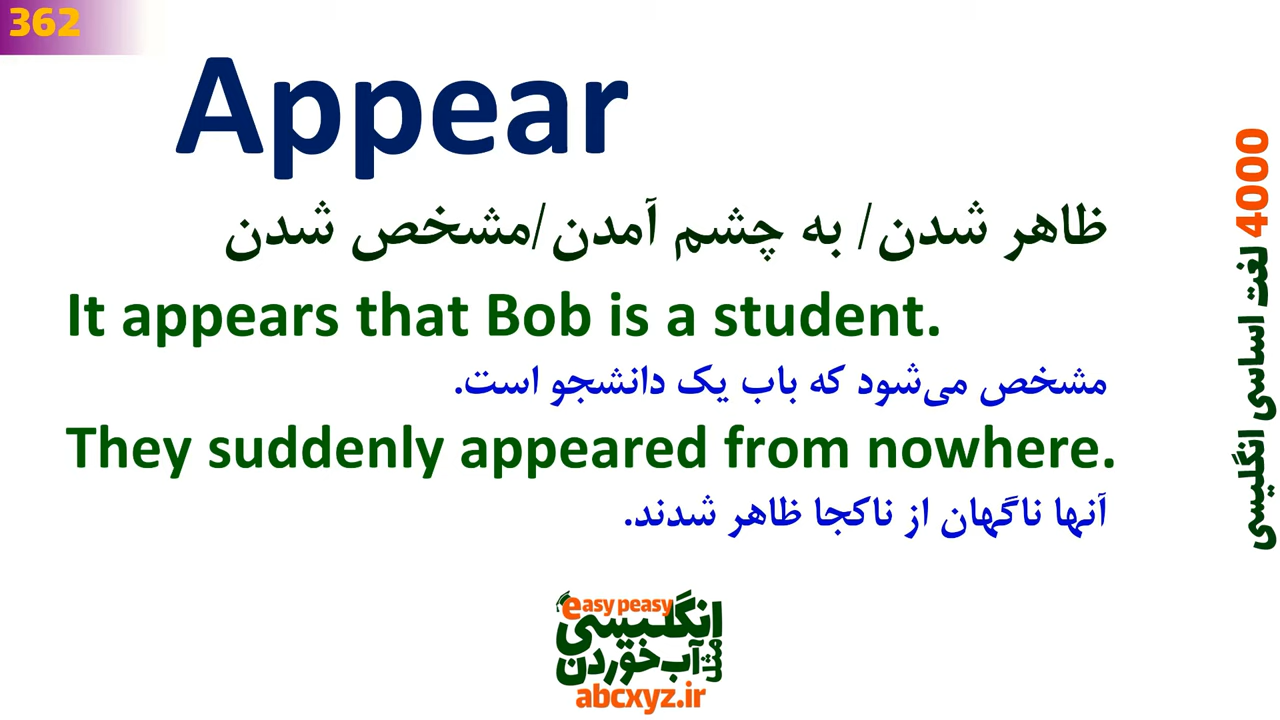 362
Appear
ظاهر شدن/ به چشم آمدن/مشخص شدن
It appears that Bob is a student.
مشخص می‌شود که باب یک دانشجو است.
They suddenly appeared from nowhere.
آنها ناگهان از ناکجا ظاهر شدند.
4000 لغت اساسی انگلیسی
easy peasy
انگلیسی
مثل آب خوردن
abcxyz.ir